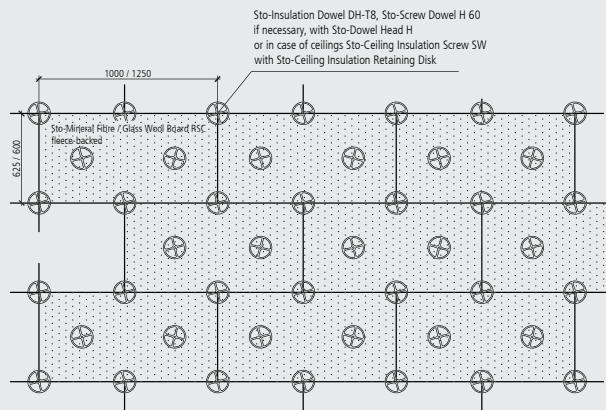 Sto-Insulation Dowel DH-T8, Sto-Screw Dowel H 60
if necessary, with Sto-Dowel Head H
or in case of ceilings Sto-Ceiling Insulation Screw SW
with Sto-Ceiling Insulation Retaining Disk
1000 / 1250
Sto-Mineral Fibre / Glass Wool Board RSC
fleece-backed
625 / 600